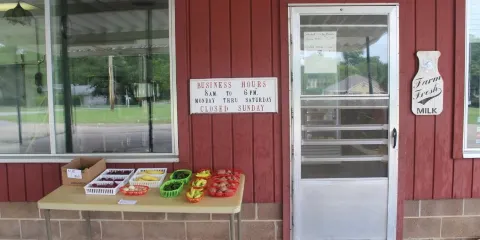 BUSINESS HOURS
8AM. TO 6PM.
MONDAY THRU SATURDAY
CLOSED SUNDAY
Farm
Fresh
MILK